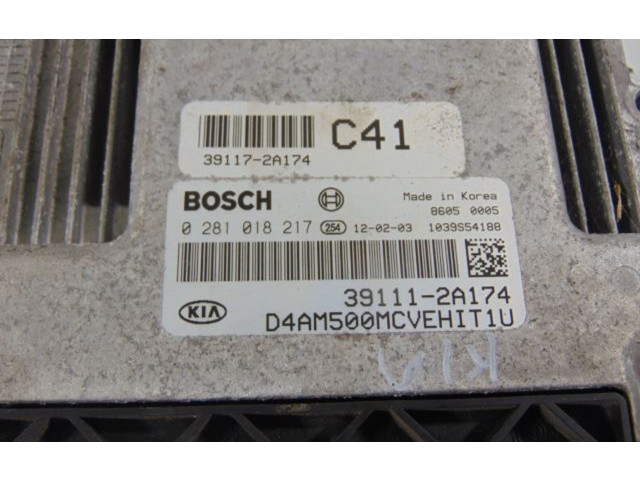 C41
39117-2A174
BOSCH
Made in Korea
8605 0005
0 281 018 217 254 12-02-03 1039S54188
39111-2A174
KIA D4AM500MCVEHIT1U
KIA